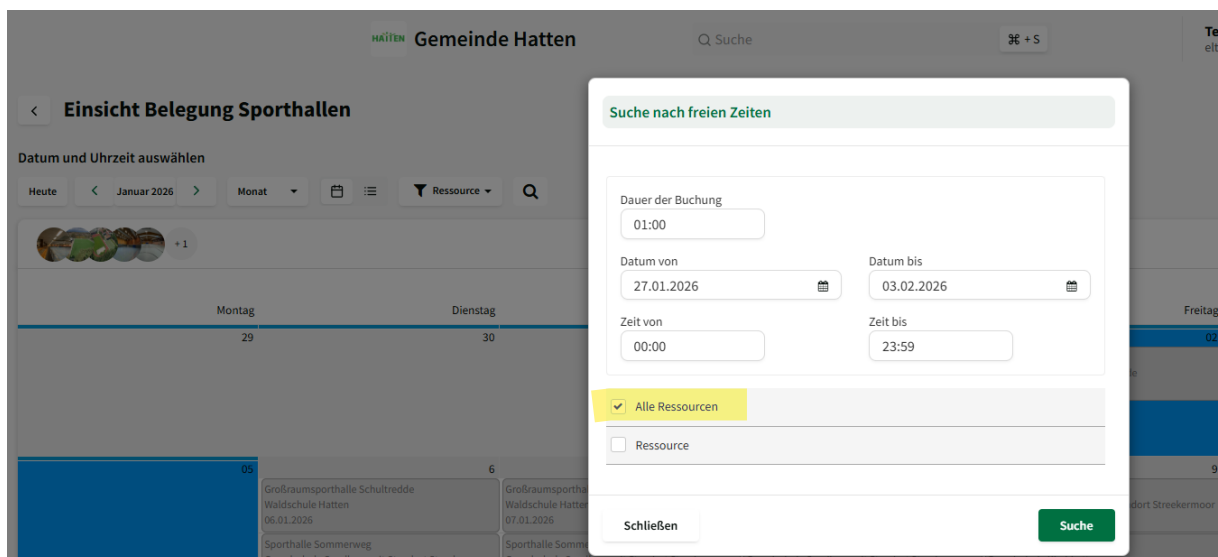 HATTEN Gemeinde Hatten
Suche
⌘ + S
Te
elt
Einsicht Belegung Sporthallen
Datum und Uhrzeit auswählen
Heute
Januar 2026
Monat
Ressource
+ 1
Montag
Dienstag
Freitag
29
30
02
05
6
9
Großraumsporthalle Schultredde
Waldschule Hatten
06.01.2026
Sporthalle Sommerweg
Großraumsportha
Waldschule Hatten
07.01.2026
Sporthalle Somme
dort Streekermoor
Suche nach freien Zeiten
Dauer der Buchung
01:00
Datum von
Datum bis
27.01.2026
03.02.2026
Zeit von
Zeit bis
00:00
23:59
Alle Ressourcen
Ressource
Schließen
Suche